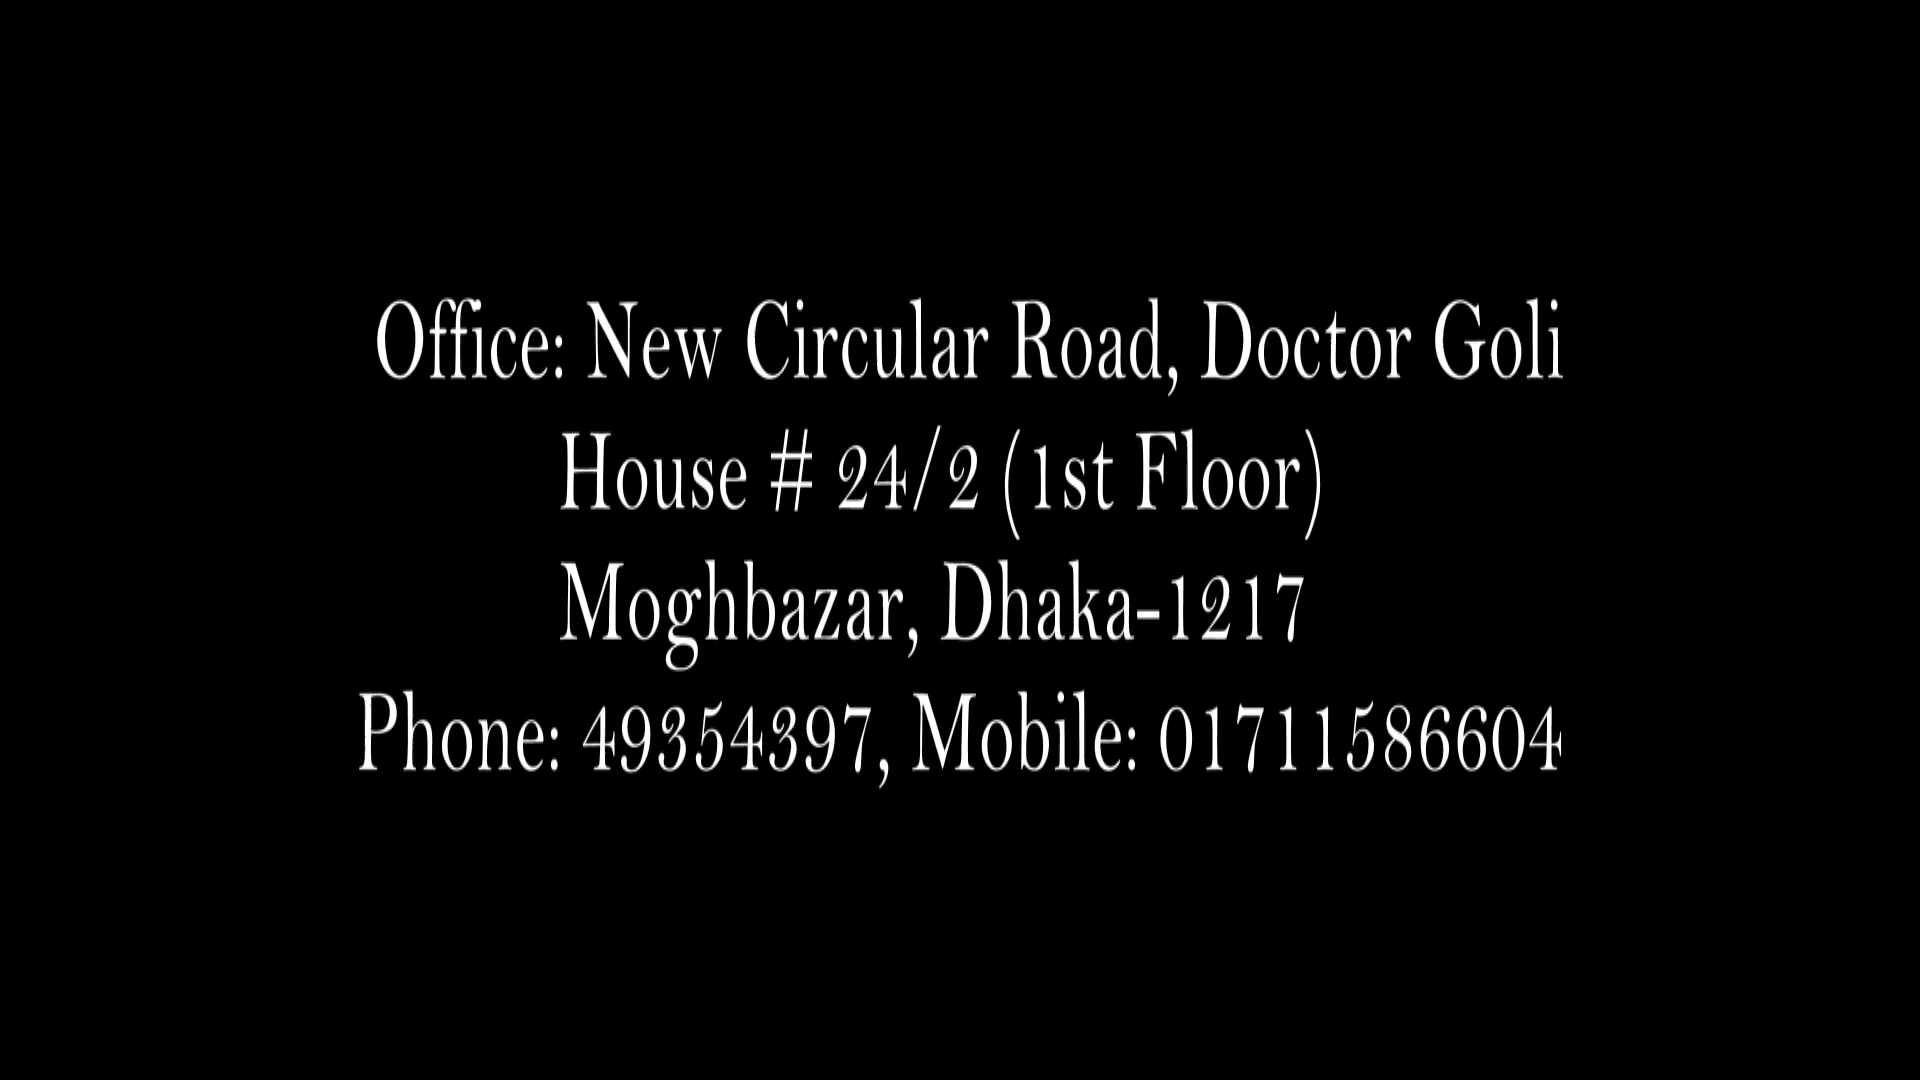 Office: New Circular Road, Doctor Goli
House # 24/2 (1st Floor)
Moghbazar, Dhaka-1217
Phone: 49354397, Mobile: 01711586604